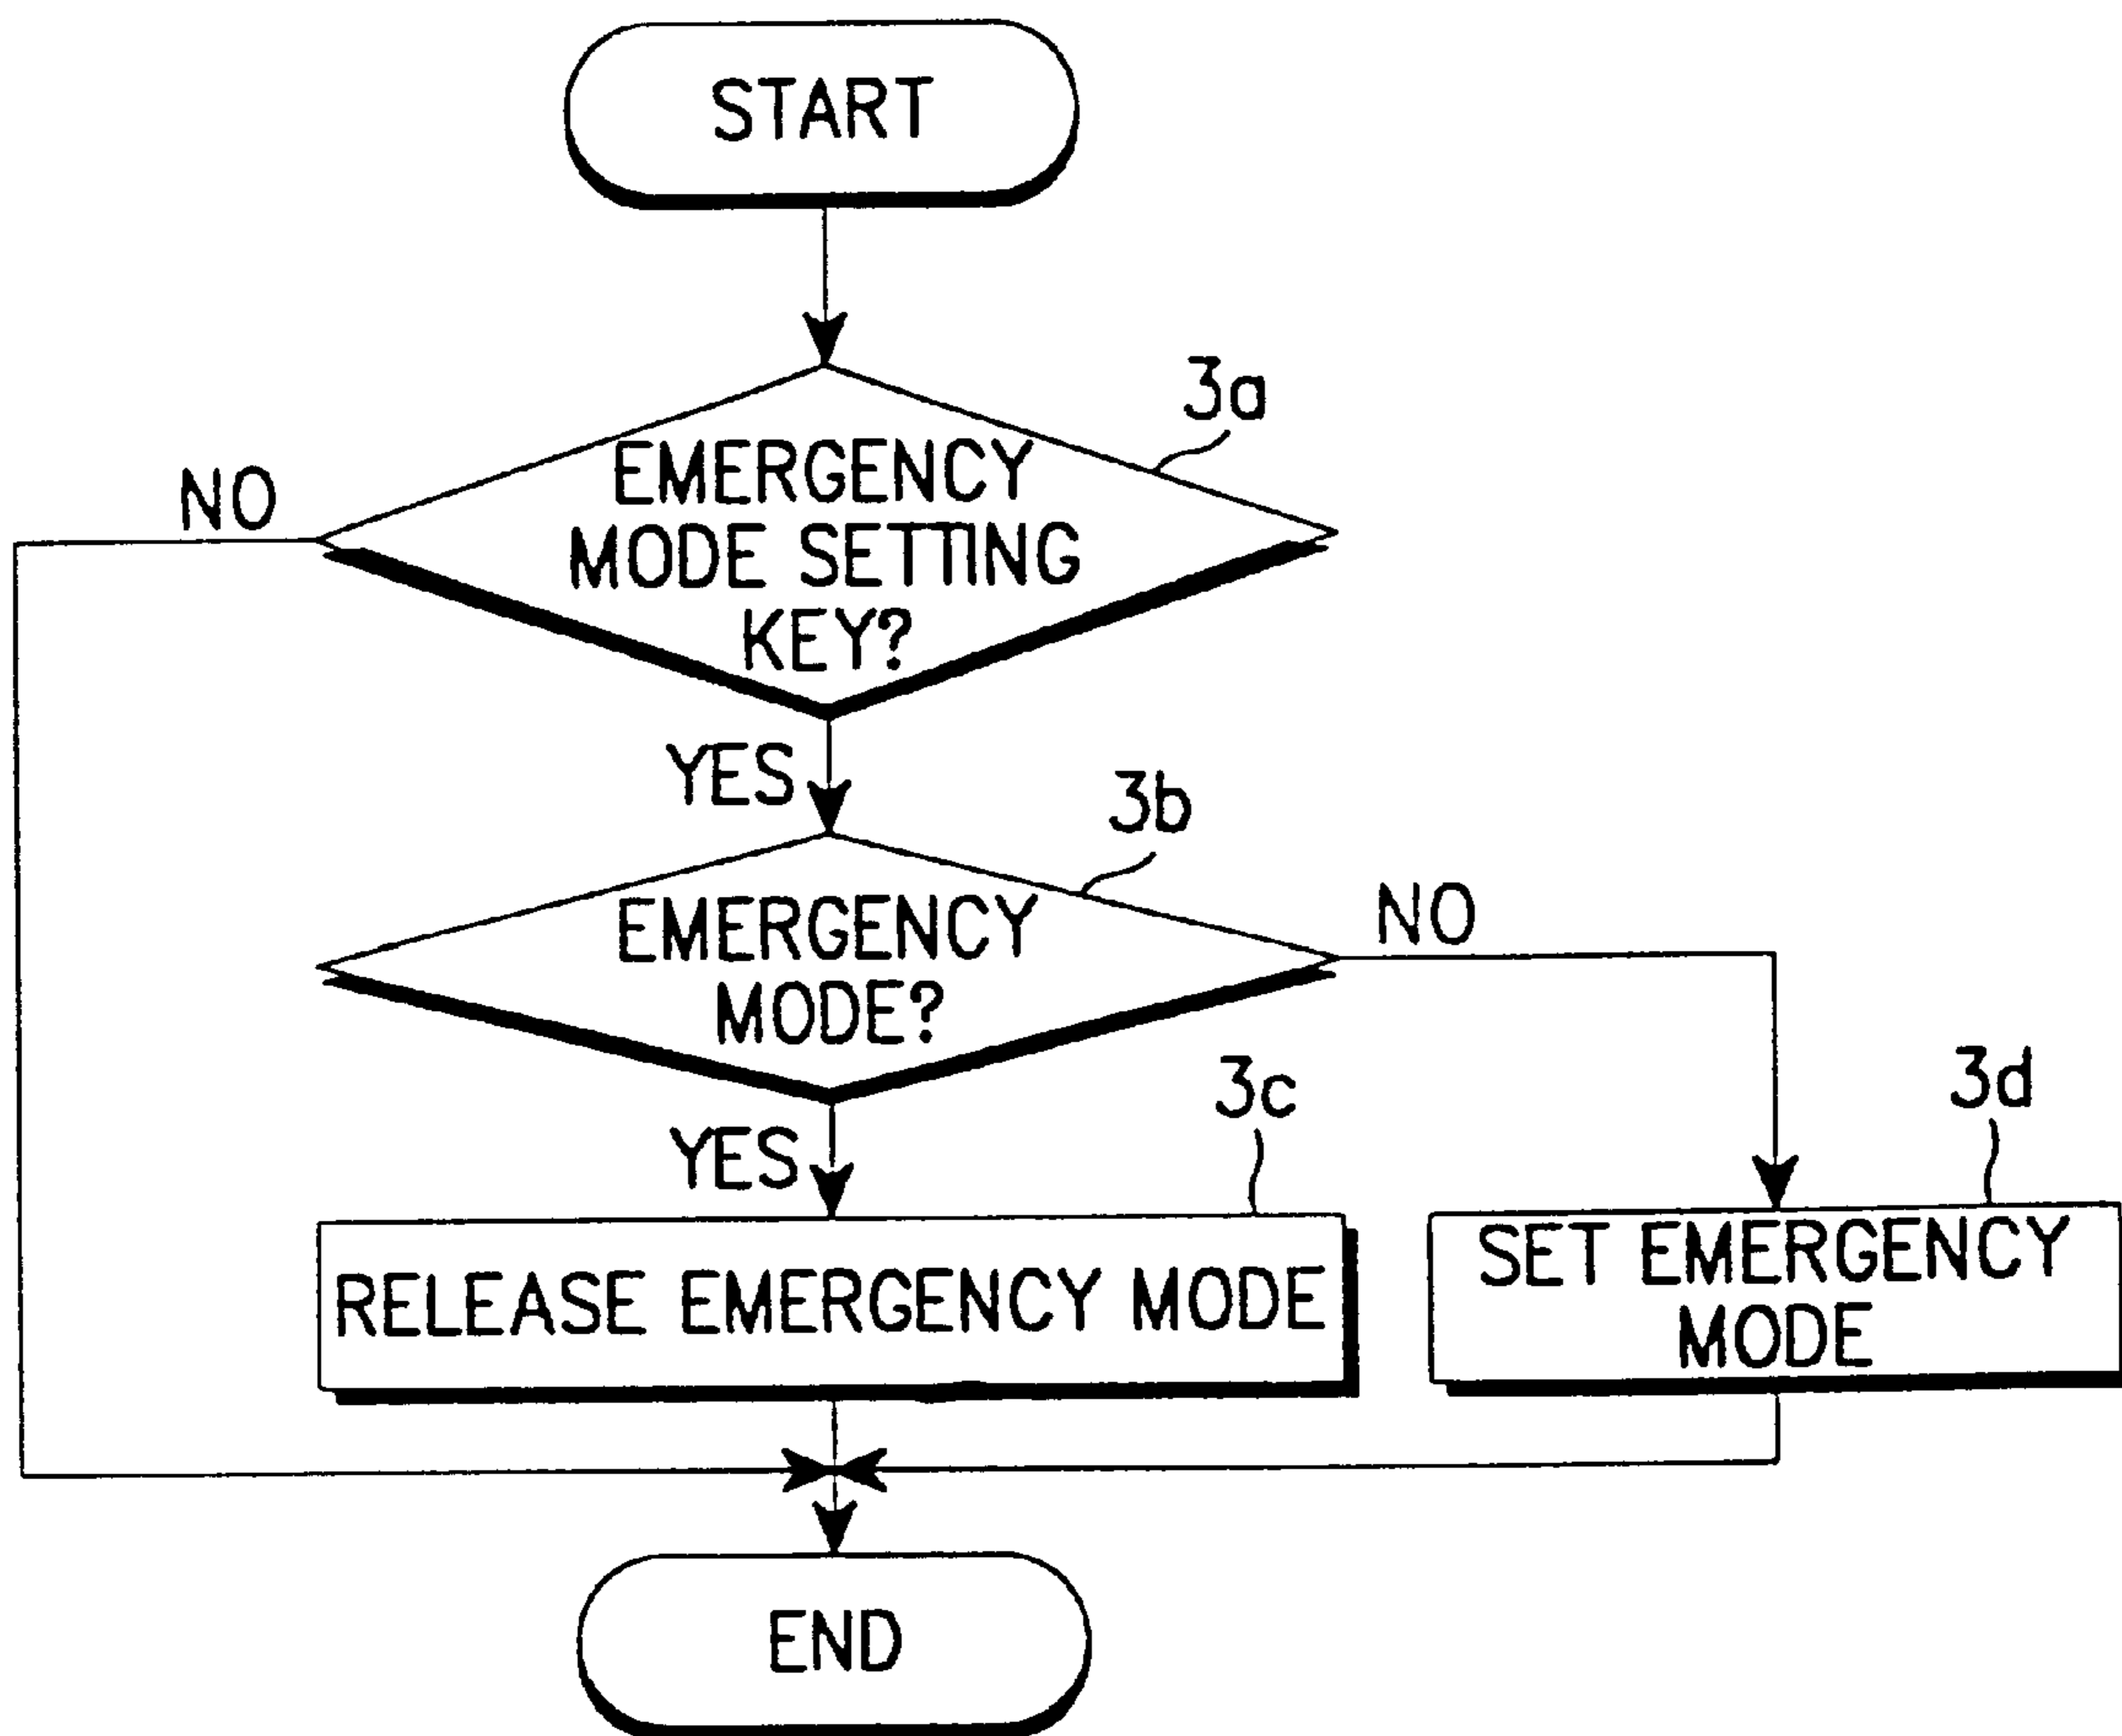 START
3a
EMERGENCY
MODE SETTING
KEY?
NO
YES
3b
EMERGENCY
MODE?
NO
YES
3c
RELEASE EMERGENCY MODE
3d
SET EMERGENCY
MODE
END